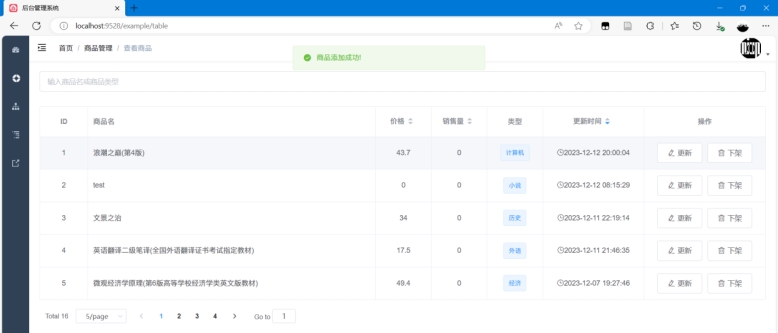 后台管理系统
localhost:9528/example/table
首页 / 商品管理 / 查看商品
商品添加成功!
输入商品名或商品类型
ID 商品名 价格 销售量 类型 更新时间 操作
1 浪潮之巅(第4版) 43.7 0 计算机 2023-12-12 20:00:04 更新 下架
2 test 0 0 小说 2023-12-12 08:15:29 更新 下架
3 文景之治 34 0 历史 2023-12-11 22:19:14 更新 下架
4 英语翻译二级笔译(全国外语翻译证书考试指定教材) 17.5 0 外语 2023-12-11 21:46:35 更新 下架
5 微观经济学原理(第6版高等学校经济学类英文版教材) 49.4 0 经济 2023-12-07 19:27:46 更新 下架
Total 16 5/page 1 2 3 4 Go to 1